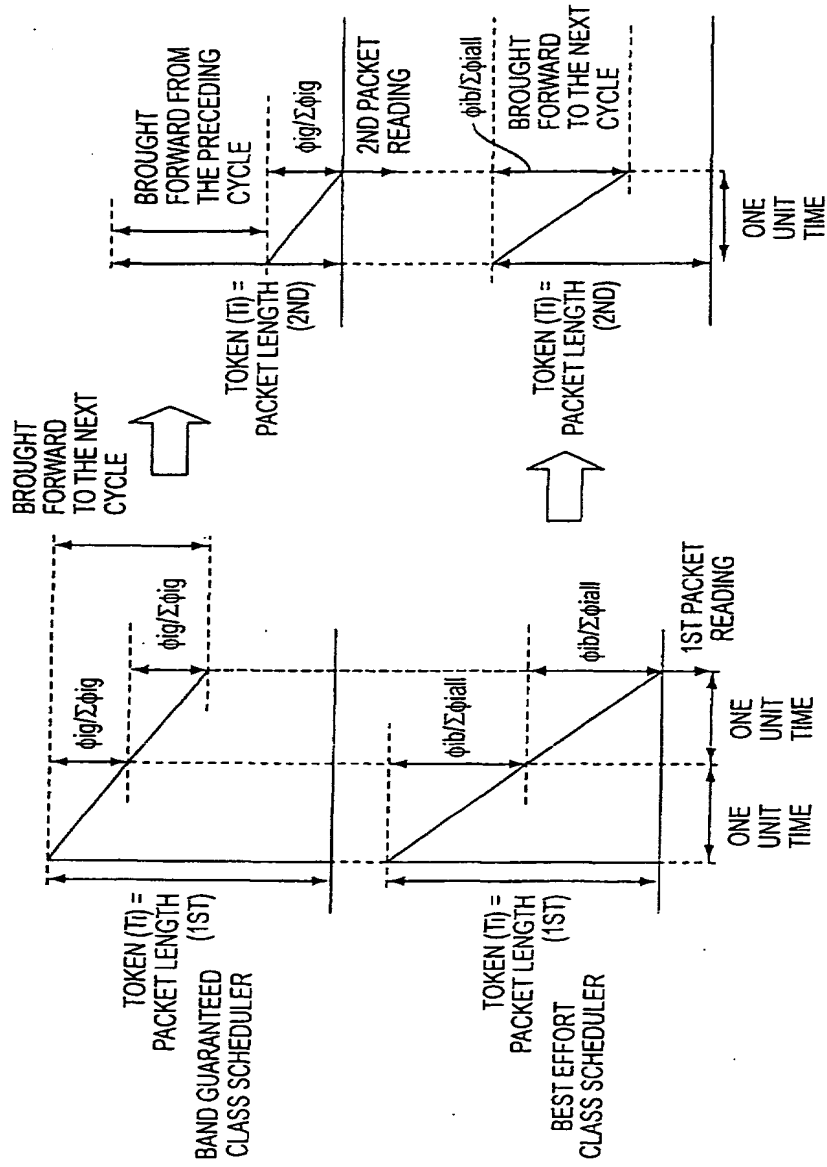 BROUGHT
FORWARD
TO THE NEXT
CYCLE
ϕig/Σϕig
ϕig/Σϕig
TOKEN (Ti) =
PACKET LENGTH
(1ST)
BAND GUARANTEED
CLASS SCHEDULER
ϕib/Σϕiall
ϕib/Σϕiall
TOKEN (Ti) =
PACKET LENGTH
(1ST)
BEST EFFORT
CLASS SCHEDULER
1ST PACKET
READING
ONE
UNIT
TIME
ONE
UNIT
TIME
BROUGHT
FORWARD FROM
THE PRECEDING
CYCLE
ϕig/Σϕig
TOKEN (Ti) =
PACKET LENGTH
(2ND)
2ND PACKET
READING
ϕib/Σϕiall
BROUGHT
FORWARD
TO THE NEXT
CYCLE
TOKEN (Ti) =
PACKET LENGTH
(2ND)
ONE
UNIT
TIME